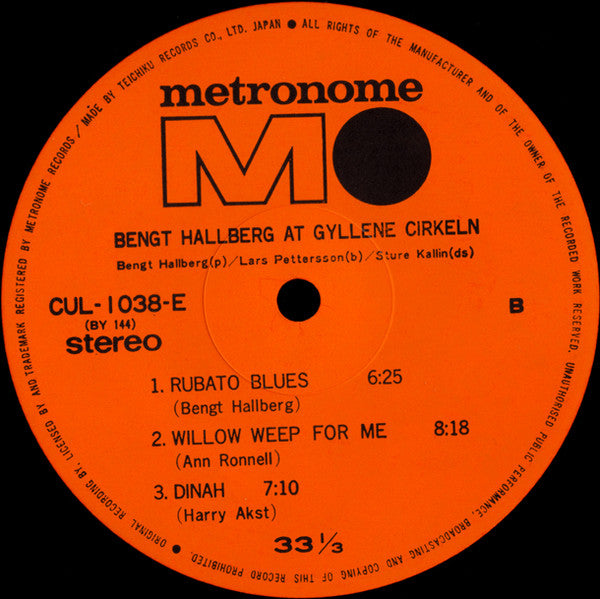 ● ORIGINAL RECORDING BY, LICENSED BY AND TRADEMARK REGISTERED BY METRONOME RECORDS / MADE BY TEICHIKU RECORDS CO., LTD. JAPAN ● ALL RIGHTS OF THE MANUFACTURER AND OF THE OWNER OF THE RECORDED WORK RESERVED. UNAUTHORISED PUBLIC PERFORMANCE, BROADCASTING AND COPYING OF THIS RECORD PROHIBITED.
metronome
M
BENGT HALLBERG AT GYLLENE CIRKELN
Bengt Hallberg(p)/Lars Pettersson(b)/Sture Kallin(ds)
CUL-1038-E
B
(BY 144)
stereo
1. RUBATO BLUES 6:25
(Bengt Hallberg)
2. WILLOW WEEP FOR ME 8:18
(Ann Ronnell)
3. DINAH 7:10
(Harry Akst)
33 1/3